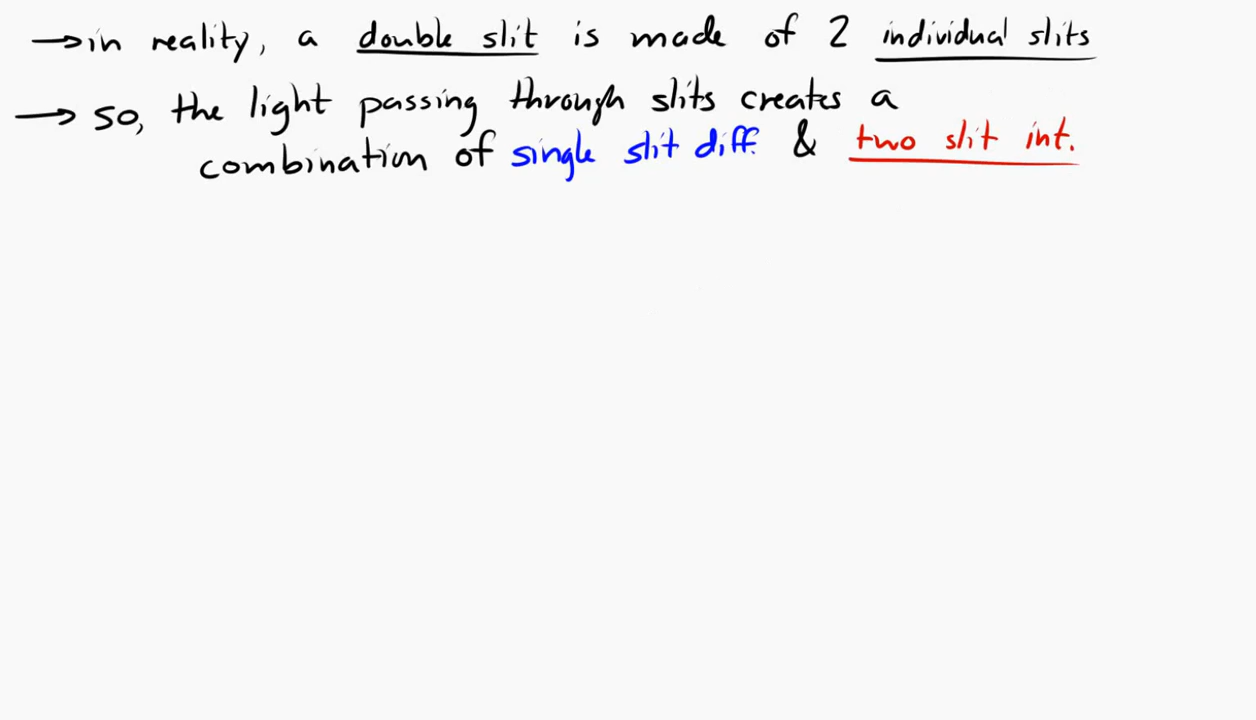 → in reality, a double slit is made of 2 individual slits
→ so, the light passing through slits creates a
combination of single slit diff. & two slit int.